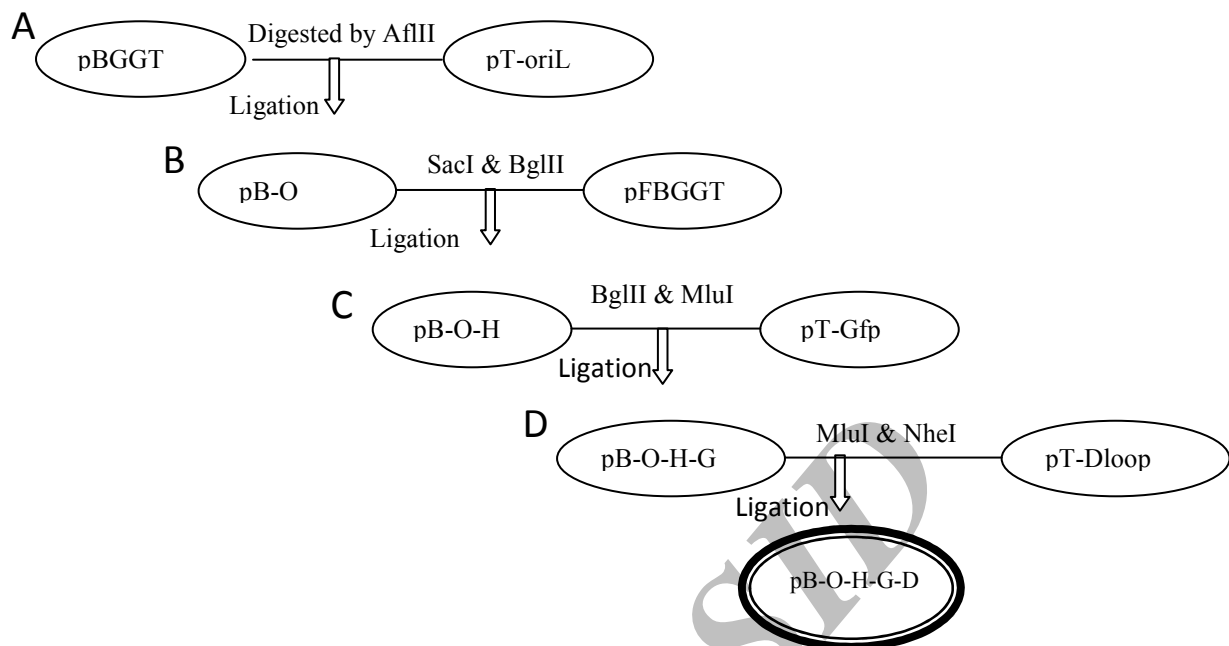 A
Digested by AflII
pBGGT
pT-oriL
Ligation
B
SacI & BglII
pB-O
pFBGGT
Ligation
C
BglII & MluI
pB-O-H
pT-Gfp
Ligation
D
MluI & NheI
pB-O-H-G
pT-Dloop
Ligation
pB-O-H-G-D
SID